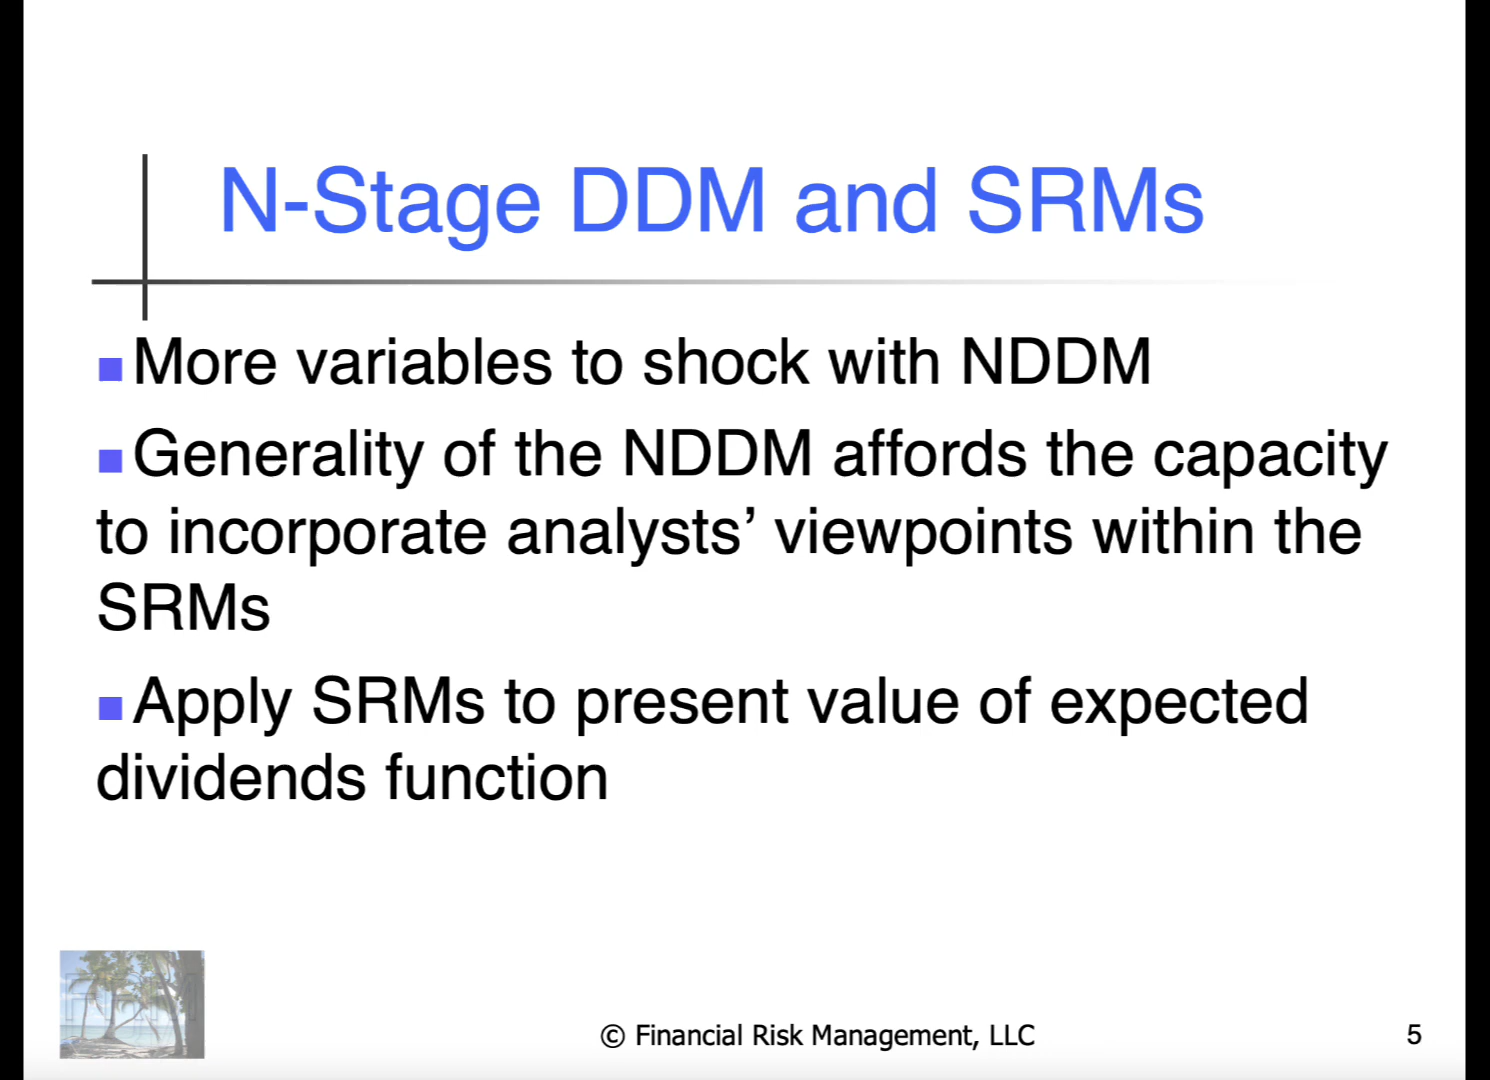 N-Stage DDM and SRMs
More variables to shock with NDDM
Generality of the NDDM affords the capacity
to incorporate analysts’ viewpoints within the
SRMs
Apply SRMs to present value of expected
dividends function
© Financial Risk Management, LLC
5